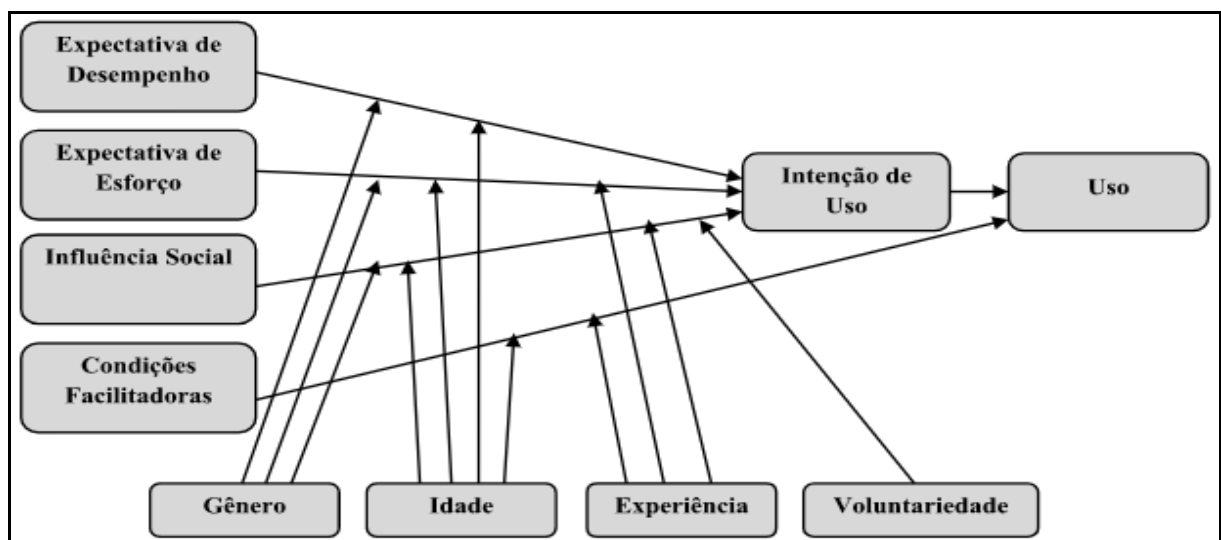 Expectativa de
Desempenho
Expectativa de
Esforço
Influência Social
Condições
Facilitadoras
Intenção de
Uso
Uso
Gênero
Idade
Experiência
Voluntariedade